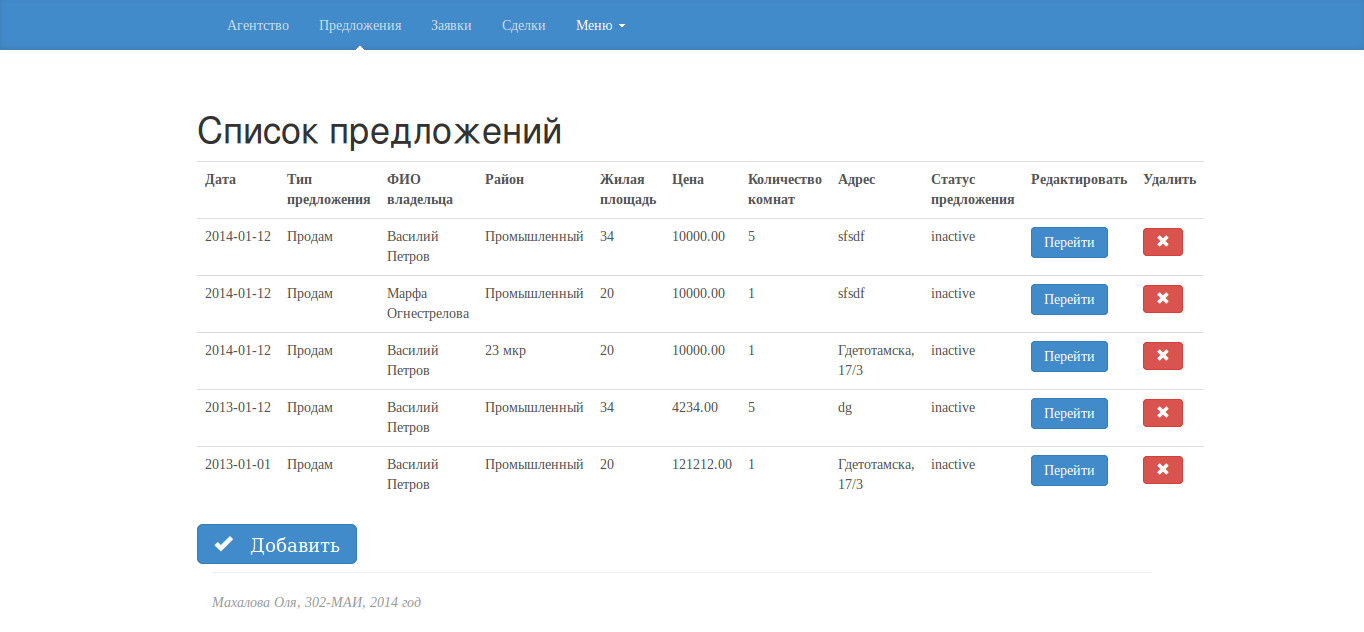 Агентство Предложения Заявки Сделки Меню
Список предложений
Дата Тип ФИО Район Жилая Цена Количество Адрес Статус Редактировать Удалить
предложения владельца площадь комнат предложения
2014-01-12 Продам Василий Промышленный 34 10000.00 5 sfsdf inactive Перейти
Петров
2014-01-12 Продам Марфа Промышленный 20 10000.00 1 sfsdf inactive Перейти
Огнестрелова
2014-01-12 Продам Василий 23 мкр 20 10000.00 1 Гдетотамска, inactive Перейти
Петров 17/3
2013-01-12 Продам Василий Промышленный 34 4234.00 5 dg inactive Перейти
Петров
2013-01-01 Продам Василий Промышленный 20 121212.00 1 Гдетотамска, inactive Перейти
Петров 17/3
Добавить
Махалова Оля, 302-МАИ, 2014 год